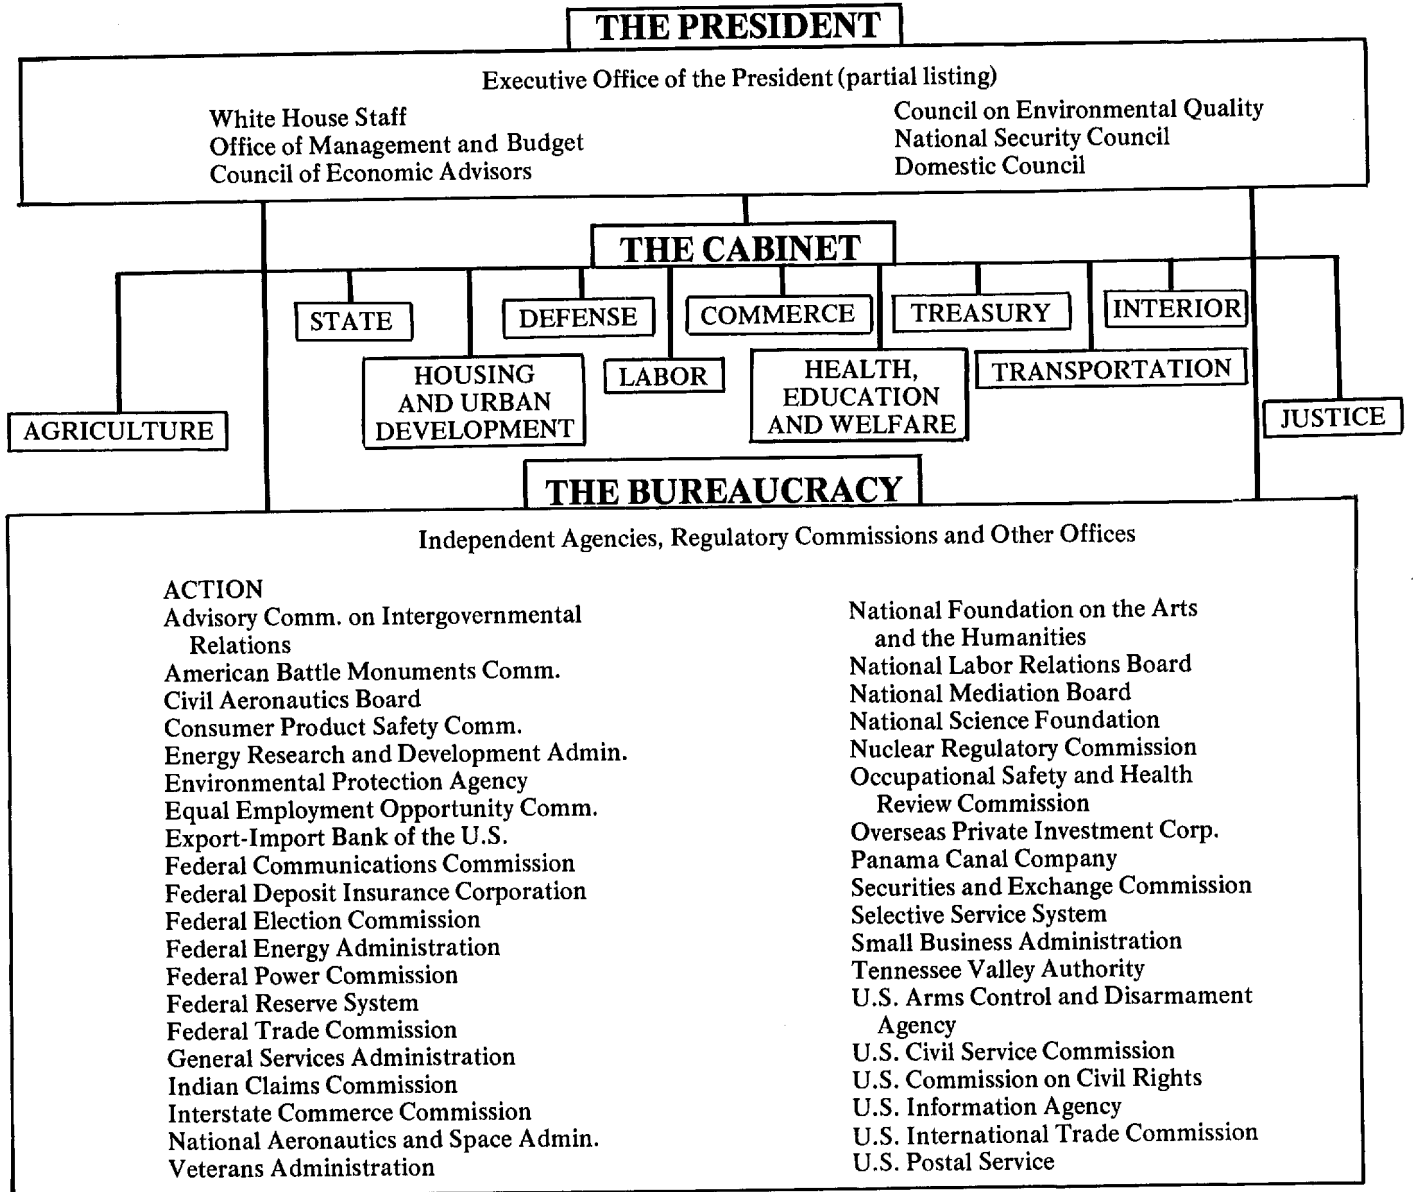 THE PRESIDENT
Executive Office of the President (partial listing)
White House Staff
Office of Management and Budget
Council of Economic Advisors
Council on Environmental Quality
National Security Council
Domestic Council
THE CABINET
STATE
DEFENSE
COMMERCE
TREASURY
INTERIOR
HOUSING
AND URBAN
DEVELOPMENT
LABOR
HEALTH,
EDUCATION
AND WELFARE
TRANSPORTATION
AGRICULTURE
JUSTICE
THE BUREAUCRACY
Independent Agencies, Regulatory Commissions and Other Offices
ACTION
Advisory Comm. on Intergovernmental
Relations
American Battle Monuments Comm.
Civil Aeronautics Board
Consumer Product Safety Comm.
Energy Research and Development Admin.
Environmental Protection Agency
Equal Employment Opportunity Comm.
Export-Import Bank of the U.S.
Federal Communications Commission
Federal Deposit Insurance Corporation
Federal Election Commission
Federal Energy Administration
Federal Power Commission
Federal Reserve System
Federal Trade Commission
General Services Administration
Indian Claims Commission
Interstate Commerce Commission
National Aeronautics and Space Admin.
Veterans Administration
National Foundation on the Arts
and the Humanities
National Labor Relations Board
National Mediation Board
National Science Foundation
Nuclear Regulatory Commission
Occupational Safety and Health
Review Commission
Overseas Private Investment Corp.
Panama Canal Company
Securities and Exchange Commission
Selective Service System
Small Business Administration
Tennessee Valley Authority
U.S. Arms Control and Disarmament
Agency
U.S. Civil Service Commission
U.S. Commission on Civil Rights
U.S. Information Agency
U.S. International Trade Commission
U.S. Postal Service